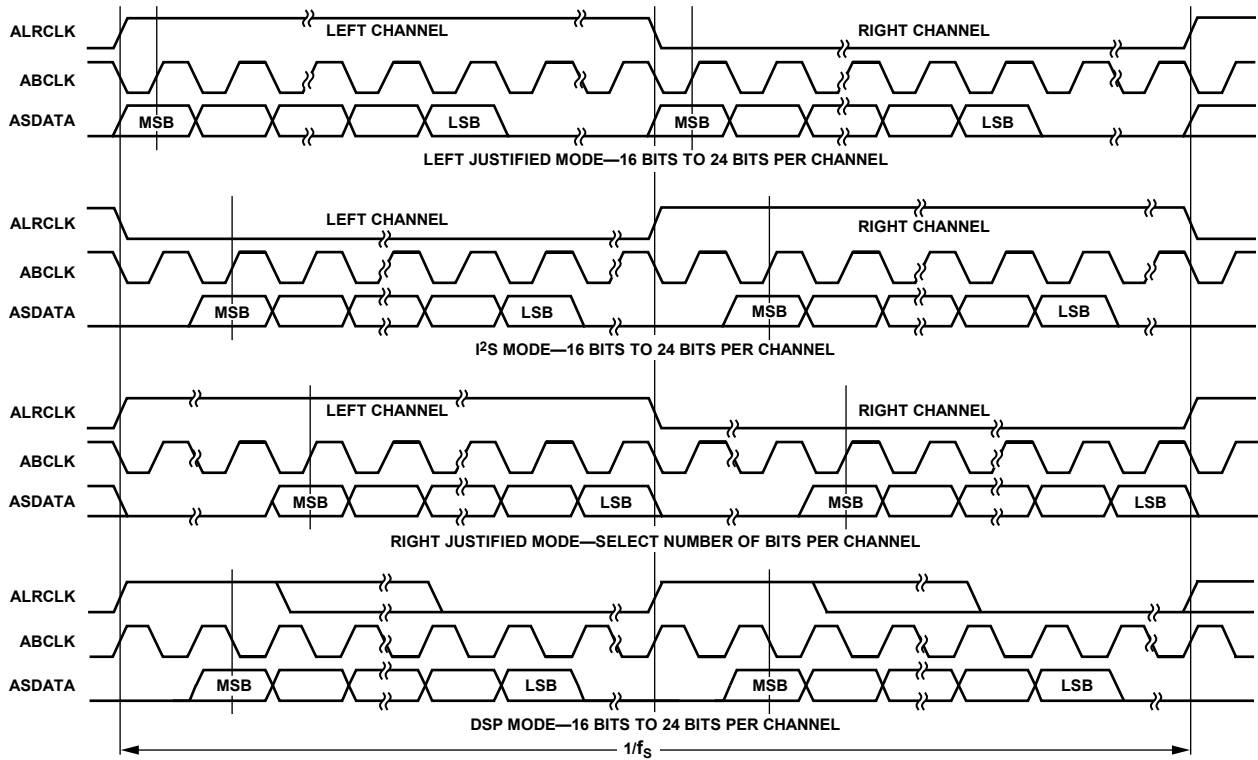 ALRCLK LEFT CHANNEL RIGHT CHANNEL
ABCLK
ASDATA MSB LSB MSB LSB
LEFT JUSTIFIED MODE—16 BITS TO 24 BITS PER CHANNEL
ALRCLK LEFT CHANNEL RIGHT CHANNEL
ABCLK
ASDATA MSB LSB MSB LSB
I²S MODE—16 BITS TO 24 BITS PER CHANNEL
ALRCLK LEFT CHANNEL RIGHT CHANNEL
ABCLK
ASDATA MSB LSB MSB LSB
RIGHT JUSTIFIED MODE—SELECT NUMBER OF BITS PER CHANNEL
ALRCLK
ABCLK
ASDATA MSB LSB MSB LSB
DSP MODE—16 BITS TO 24 BITS PER CHANNEL
1/fS